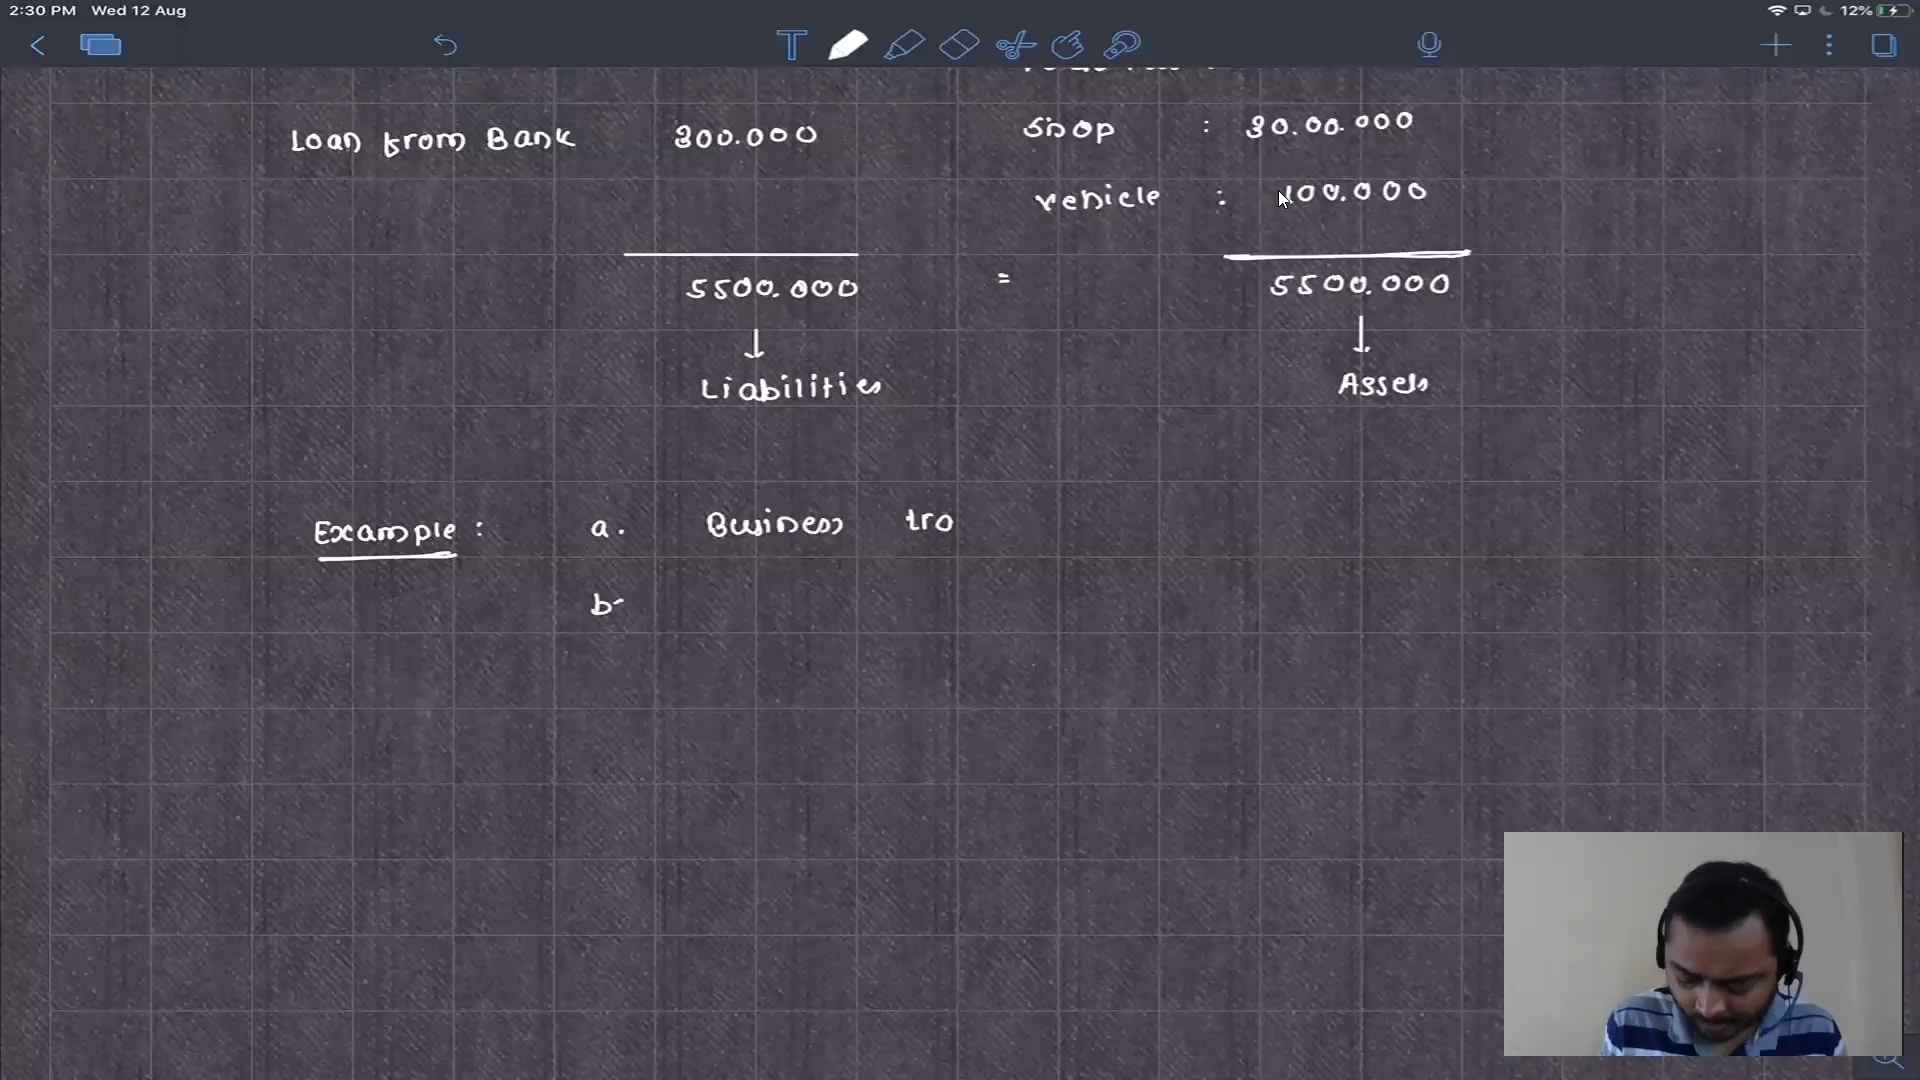 2:30 PM Wed 12 Aug
12%
T
Loan from Bank 300.000
Shop : 30.00.000
vehicle : 100.000
5500.000 = 5500.000
Liabilities
Assets
Example : a. Business tra
b-